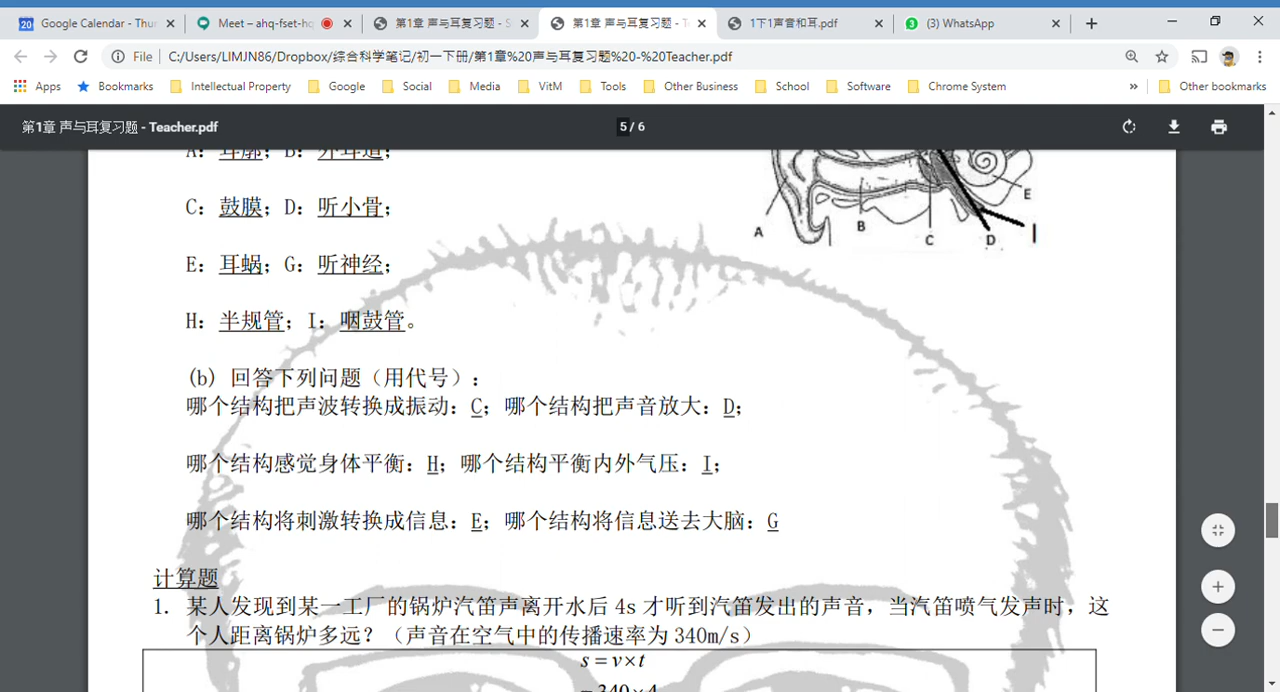 20 Google Calendar - Thur
Meet – ahq-fset-hq
第1章 声与耳复习题 - S
第1章 声与耳复习题 - T
1下1声音和耳.pdf
3 (3) WhatsApp
File C:/Users/LIMJN86/Dropbox/综合科学笔记/初一下册/第1章%20声与耳复习题%20-%20Teacher.pdf
Apps Bookmarks Intellectual Property Google Social Media VitM Tools Other Business School Software Chrome System » Other bookmarks
第1章 声与耳复习题 - Teacher.pdf 5 / 6
A：耳廓；B：外耳道；
C：鼓膜；D：听小骨；
E：耳蜗；G：听神经；
H：半规管；I：咽鼓管。
A B C D I E
(b) 回答下列问题（用代号）：
哪个结构把声波转换成振动：C；哪个结构把声音放大：D；
哪个结构感觉身体平衡：H；哪个结构平衡内外气压：I；
哪个结构将刺激转换成信息：E；哪个结构将信息送去大脑：G
计算题
1. 某人发现到某一工厂的锅炉汽笛声离开水后 4s 才听到汽笛发出的声音，当汽笛喷气发声时，这
个人距离锅炉多远？（声音在空气中的传播速率为 340m/s）
s = v×t
= 340×4